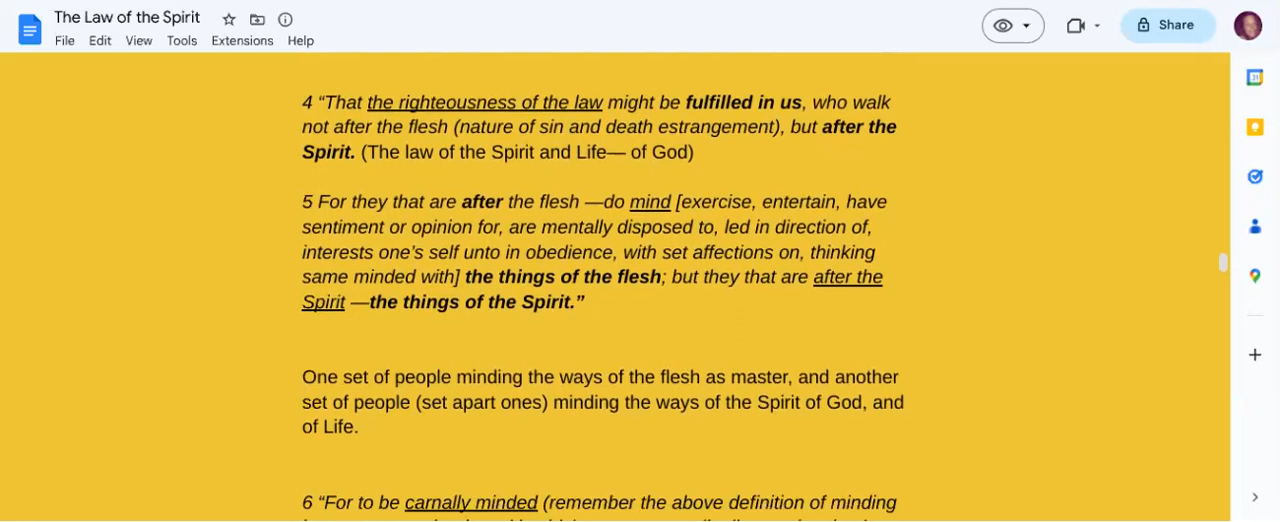 The Law of the Spirit
File Edit View Tools Extensions Help
Share
4 “That the righteousness of the law might be fulfilled in us, who walk
not after the flesh (nature of sin and death estrangement), but after the
Spirit. (The law of the Spirit and Life— of God)
5 For they that are after the flesh —do mind [exercise, entertain, have
sentiment or opinion for, are mentally disposed to, led in direction of,
interests one’s self unto in obedience, with set affections on, thinking
same minded with] the things of the flesh; but they that are after the
Spirit —the things of the Spirit.”
One set of people minding the ways of the flesh as master, and another
set of people (set apart ones) minding the ways of the Spirit of God, and
of Life.
6 “For to be carnally minded (remember the above definition of minding